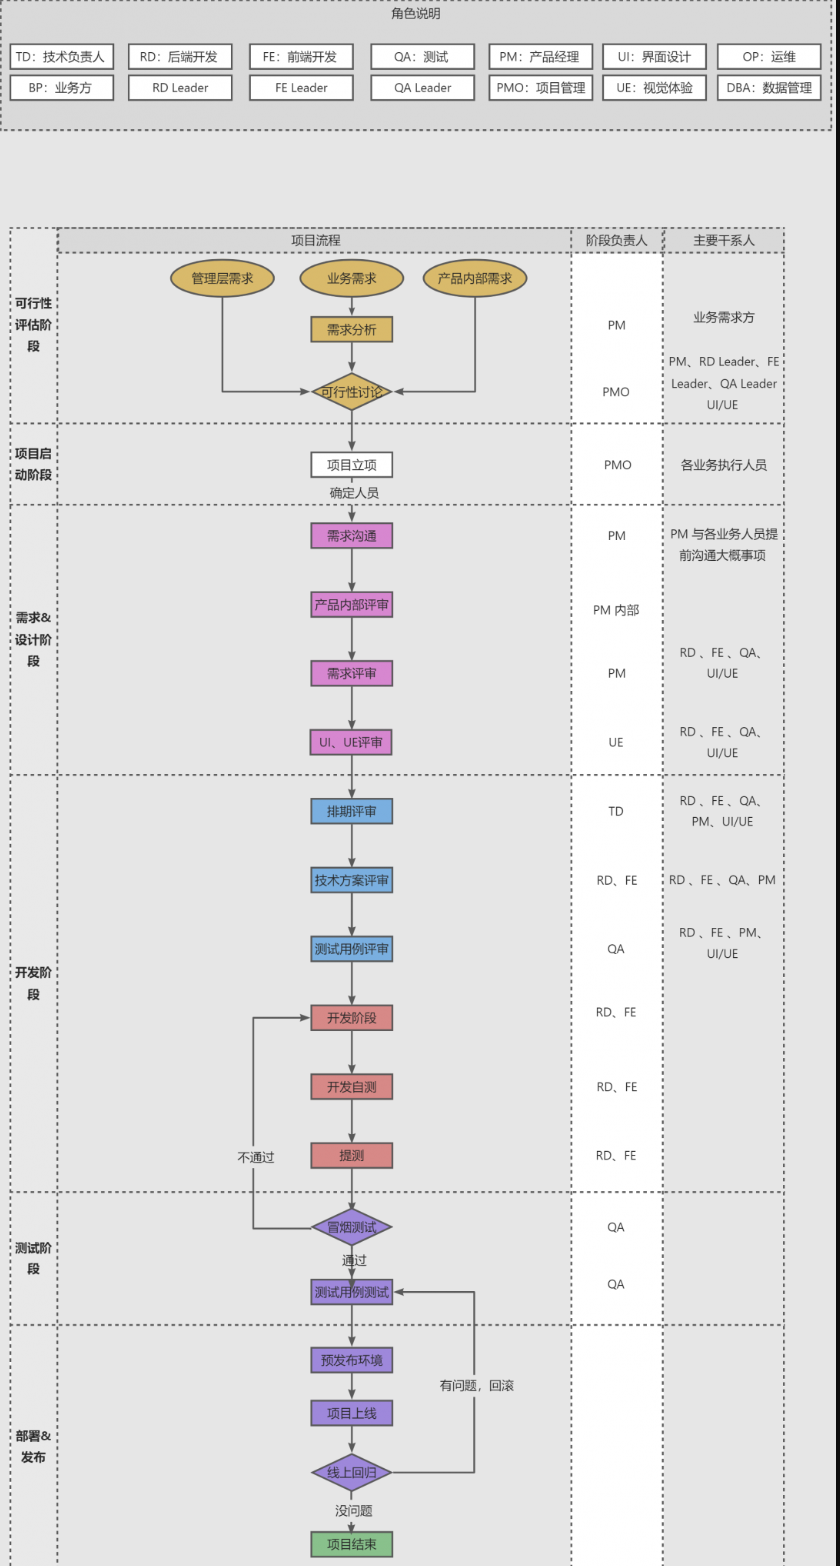 角色说明
TD：技术负责人
RD：后端开发
FE：前端开发
QA：测试
PM：产品经理
UI：界面设计
OP：运维
BP：业务方
RD Leader
FE Leader
QA Leader
PMO：项目管理
UE：视觉体验
DBA：数据管理
项目流程
阶段负责人
主要干系人
可行性
评估阶
段
管理层需求
业务需求
产品内部需求
需求分析
PM
业务需求方
可行性讨论
PMO
PM、RD Leader、FE
Leader、QA Leader
UI/UE
项目启
动阶段
项目立项
PMO
各业务执行人员
确定人员
需求&
设计阶
段
需求沟通
PM
PM 与各业务人员提
前沟通大概事项
产品内部评审
PM 内部
需求评审
PM
RD 、FE 、QA、
UI/UE
UI、UE评审
UE
RD 、FE 、QA、
UI/UE
开发阶
段
排期评审
TD
RD 、FE 、QA、
PM、UI/UE
技术方案评审
RD、FE
RD 、FE 、QA、PM
测试用例评审
QA
RD 、FE 、PM、
UI/UE
开发阶段
RD、FE
开发自测
RD、FE
提测
RD、FE
不通过
测试阶
段
冒烟测试
QA
通过
测试用例测试
QA
部署&
发布
预发布环境
有问题，回滚
项目上线
线上回归
没问题
项目结束